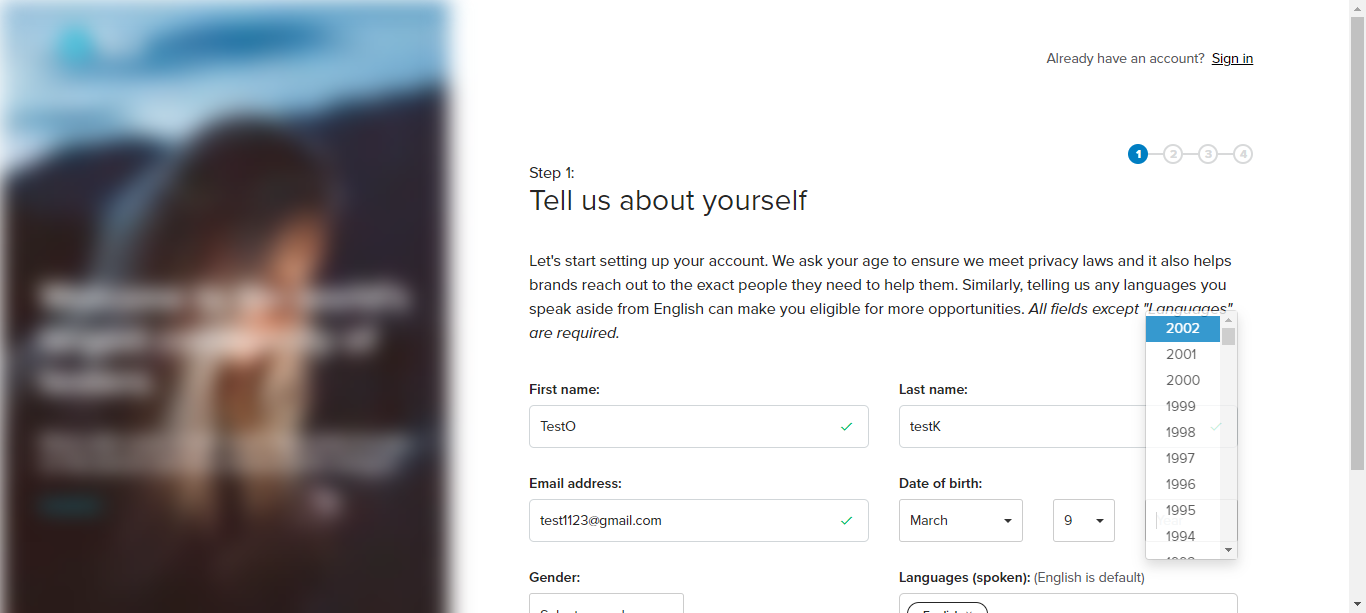 Already have an account? Sign in
1 2 3 4
Step 1:
Tell us about yourself
Let's start setting up your account. We ask your age to ensure we meet privacy laws and it also helps
brands reach out to the exact people they need to help them. Similarly, telling us any languages you
speak aside from English can make you eligible for more opportunities. All fields except "Languages"
are required.
First name:
Last name:
TestO
testK
Email address:
Date of birth:
test1123@gmail.com
March
9
2002
2001
2000
1999
1998
1997
1996
1995
1994
Gender:
Languages (spoken): (English is default)